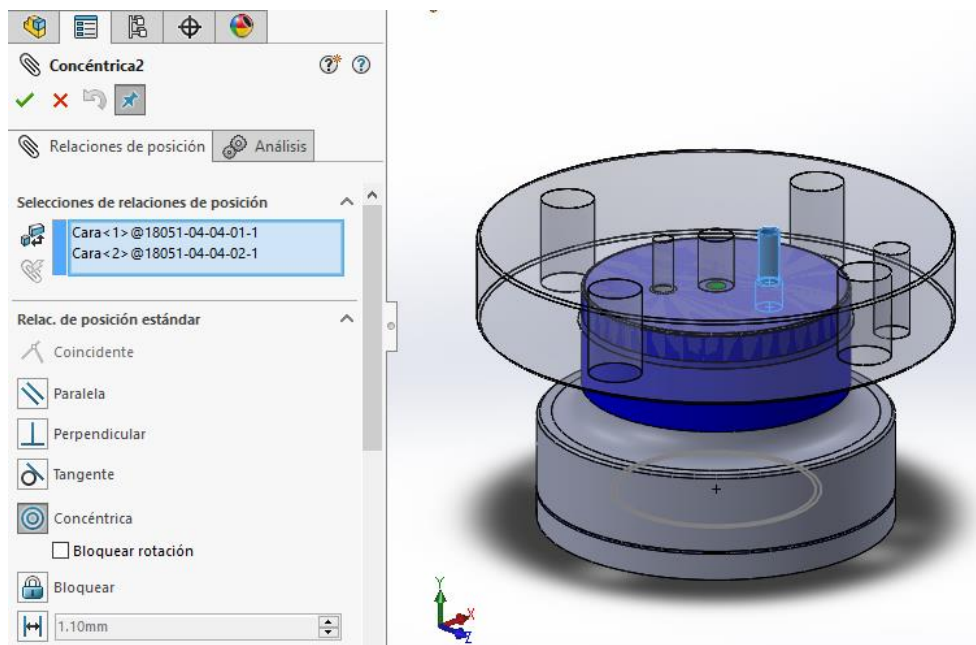 Concéntrica2
Relaciones de posición
Análisis
Selecciones de relaciones de posición
Cara<1>@18051-04-04-01-1
Cara<2>@18051-04-04-02-1
Relac. de posición estándar
Coincidente
Paralela
Perpendicular
Tangente
Concéntrica
Bloquear rotación
Bloquear
1.10mm
Y
X
Z